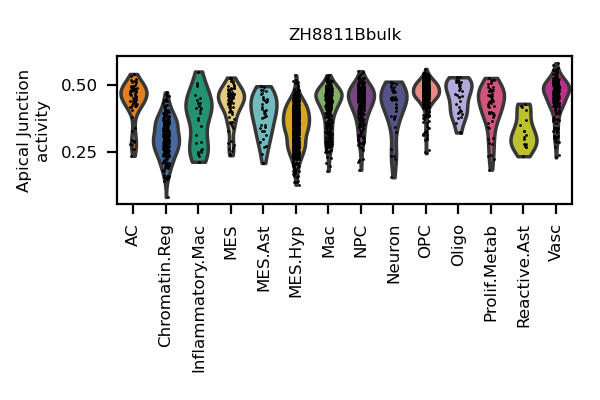 ZH8811Bbulk
Apical Junction
activity
0.50
0.25
AC
Chromatin.Reg
Inflammatory.Mac
MES
MES.Ast
MES.Hyp
Mac
NPC
Neuron
OPC
Oligo
Prolif.Metab
Reactive.Ast
Vasc